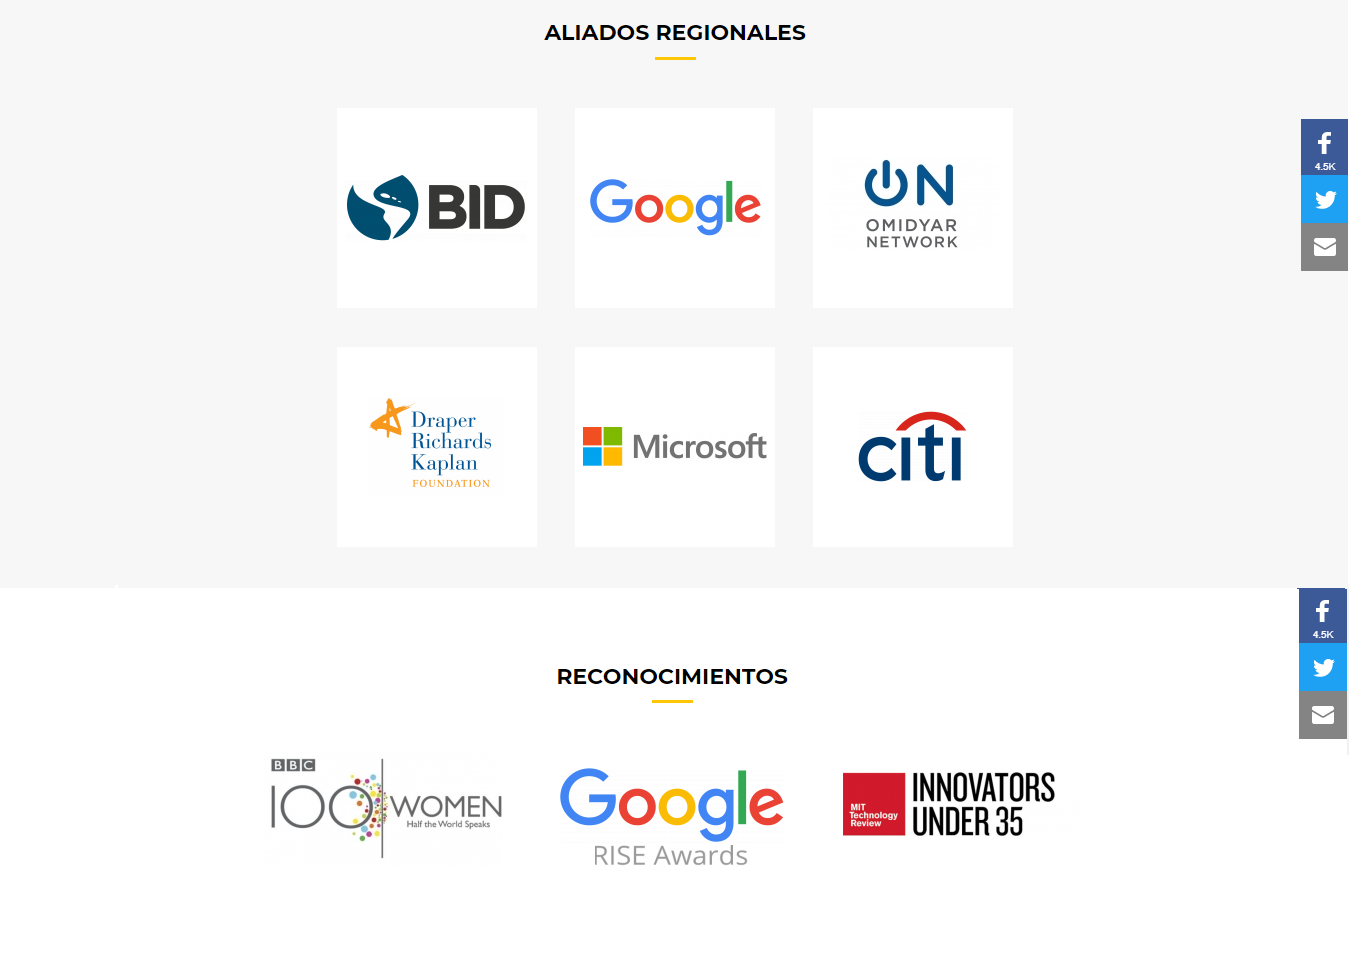 ALIADOS REGIONALES
BID
Google
ON
OMIDYAR
NETWORK
4.5K
Draper
Richards
Kaplan
FOUNDATION
Microsoft
citi
4.5K
RECONOCIMIENTOS
BBC
100 WOMEN
Half the World Speaks
Google
RISE Awards
MIT
Technology
Review
INNOVATORS
UNDER 35